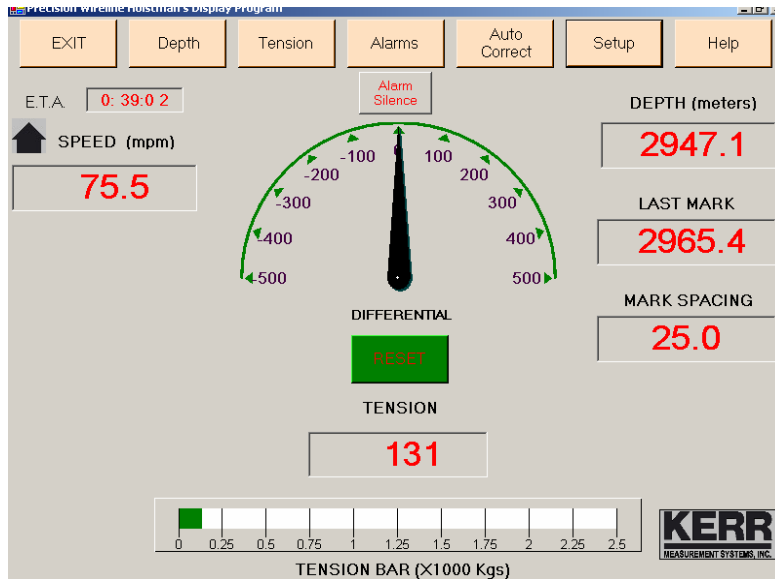 Precision Wireline Hoistman's Display Program
EXIT
Depth
Tension
Alarms
Auto
Correct
Setup
Help
E.T.A.
0: 39:0 2
Alarm
Silence
DEPTH (meters)
2947.1
SPEED (mpm)
75.5
-100
0
100
-200
200
-300
300
-400
400
-500
500
LAST MARK
2965.4
MARK SPACING
25.0
DIFFERENTIAL
RESET
TENSION
131
0 0.25 0.5 0.75 1 1.25 1.5 1.75 2 2.25 2.5
TENSION BAR (X1000 Kgs)
KERR
MEASUREMENT SYSTEMS, INC.